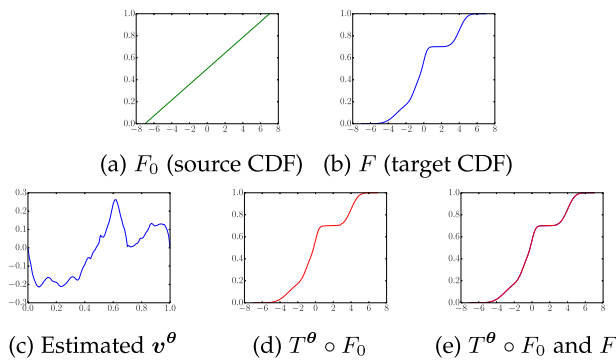 1.0 1.0
0.8 0.8
0.6 0.6
0.4 0.4
0.2 0.2
0.0 0.0
−8 −6 −4 −2 0 2 4 6 8 −8 −6 −4 −2 0 2 4 6 8
(a) F₀ (source CDF) (b) F (target CDF)
0.3 1.0 1.0
0.2 0.8 0.8
0.1 0.6 0.6
0.0
−0.1 0.4 0.4
−0.2 0.2 0.2
−0.3 0.0 0.0
0.0 0.2 0.4 0.6 0.8 1.0 −8 −6 −4 −2 0 2 4 6 8 −8 −6 −4 −2 0 2 4 6 8
(c) Estimated v^θ (d) T^θ ∘ F₀ (e) T^θ ∘ F₀ and F